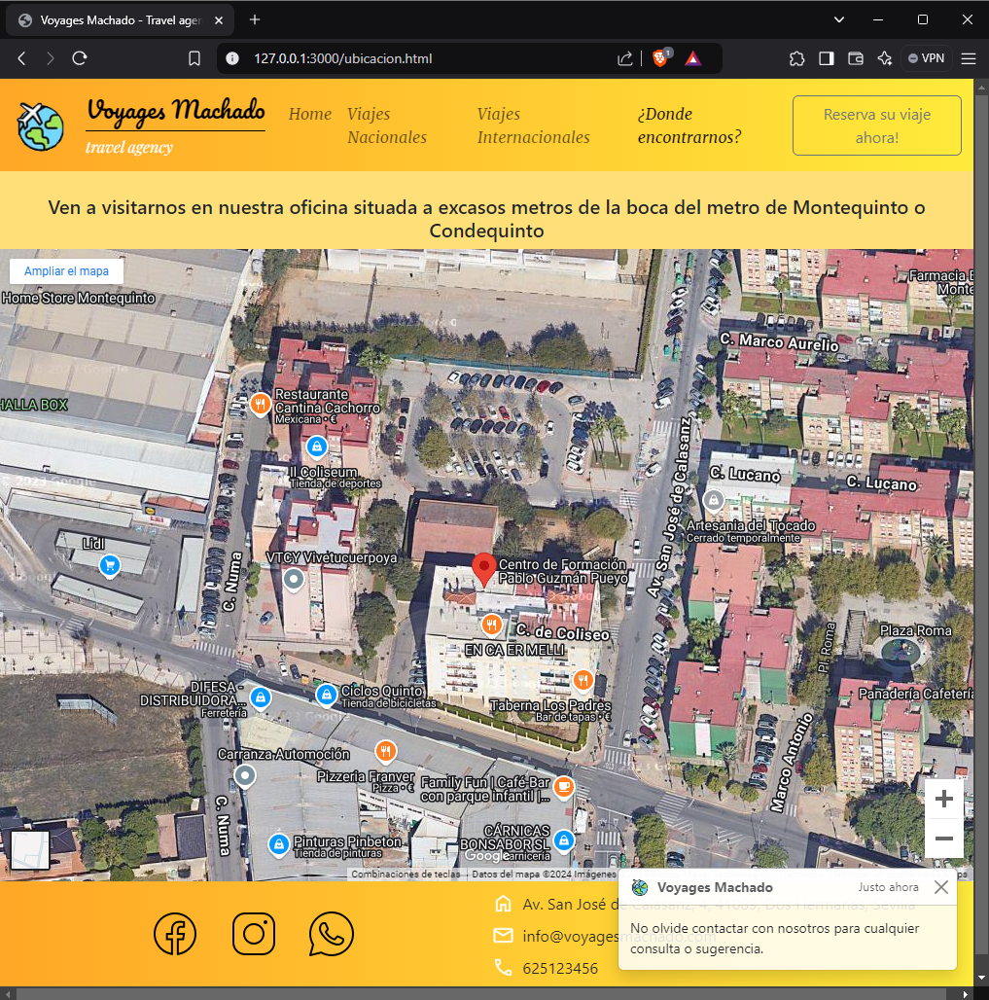 Voyages Machado - Travel agen
127.0.0.1:3000/ubicacion.html
1
VPN
Voyages Machado
travel agency
Home
Viajes
Nacionales
Viajes
Internacionales
¿Donde
encontrarnos?
Reserva su viaje
ahora!
Ven a visitarnos en nuestra oficina situada a excasos metros de la boca del metro de Montequinto o
Condequinto
Ampliar el mapa
Home Store Montequinto
Farmacia E
Monte
C. Marco Aurelio
HALLA BOX
Restaurante
Cantina Cachorro
Mexicana • €
Il Coliseum
Tienda de deportes
Av. San José de Calasanz
C. Lucano
C. Lucano
Artesania del Tocado
Cerrado temporalmente
© 2023 Google
Lidl
C. Numa
VTCY Vivetucuerpoya
Centro de Formación
Pablo Guzmán Pueyo
C. de Coliseo
EN CA ER MELLI
Pl. Roma
Plaza Roma
DIFESA -
DISTRIBUIDORA...
Ferretería
Ciclos Quinto
Tienda de bicicletas
Taberna Los Padres
Bar de tapas • €
Panadería Cafetería
Marco Antonio
Carranza Automoción
Pizzeria Franver
Pizza • €
Family Fun | Café-Bar
con parque infantil |...
C. Numa
Pinturas Pinbeton
Tienda de pinturas
CÁRNICAS
BONSABOR SL
Carnicería
Google
Combinaciones de teclas
Datos del mapa ©2024 Imágenes
Voyages Machado
Justo ahora
No olvide contactar con nosotros para cualquier
consulta o sugerencia.
Av. San José de Calasanz, 4, 41089, Dos Hermanas, Sevilla
info@voyagesmachado.com
625123456